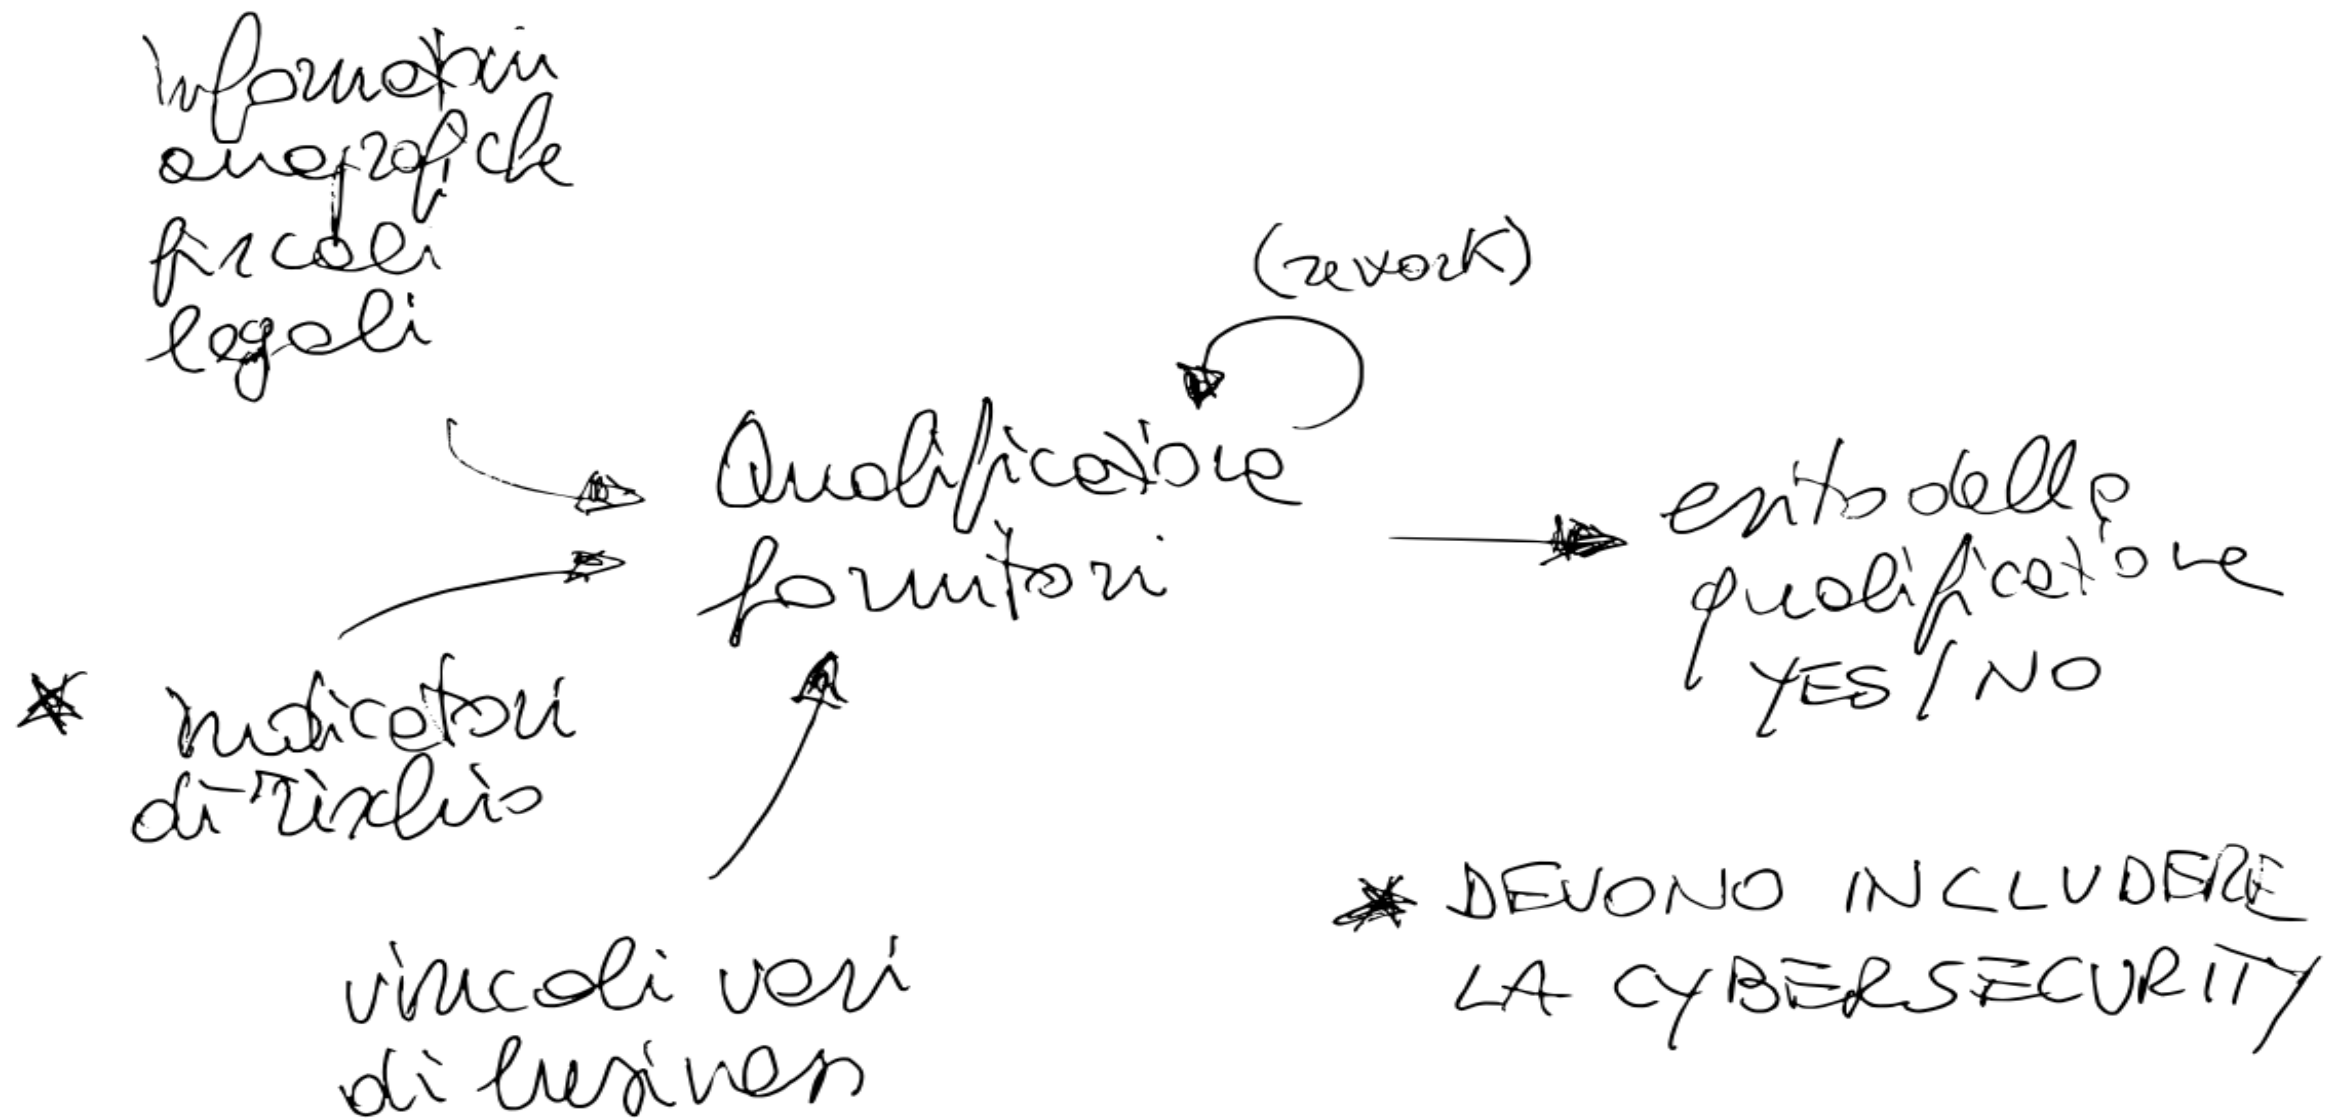 Informazioni
anagrafiche
fiscali
legali
(rework)
Qualificazione
fornitori
esito della
qualificazione
YES / NO
* indicatori
di rischio
vincoli vari
di business
* DEVONO INCLUDERE
LA CYBERSECURITY